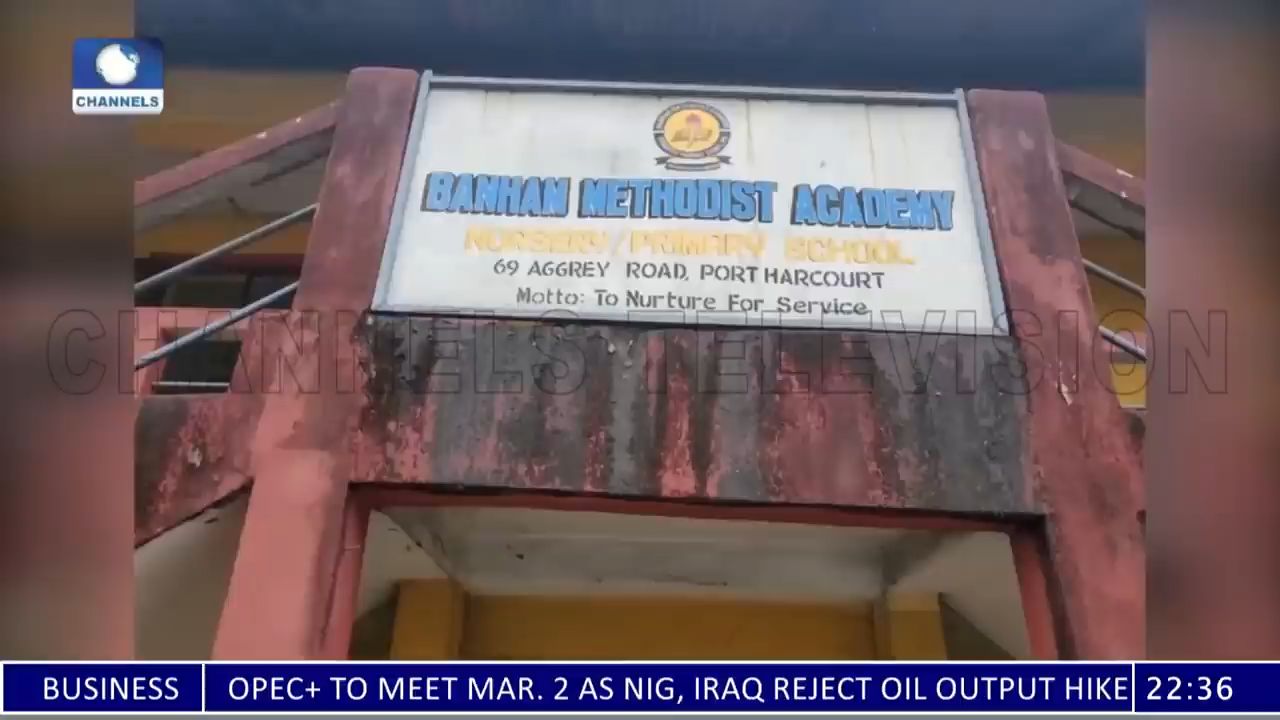 CHANNELS
BANHAN METHODIST ACADEMY
NURSERY/PRIMARY SCHOOL
69 AGGREY ROAD, PORT HARCOURT
Motto: To Nurture For Service
CHANNELS TELEVISION
BUSINESS
OPEC+ TO MEET MAR. 2 AS NIG, IRAQ REJECT OIL OUTPUT HIKE
22:36